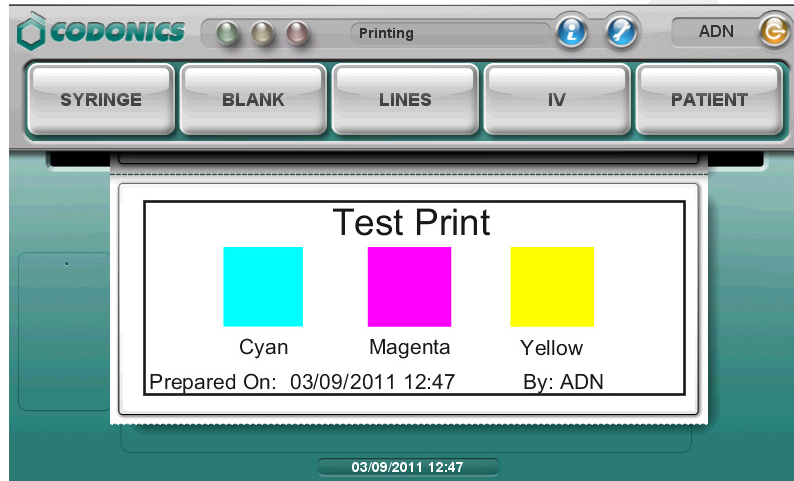 CODONICS
Printing
ADN
SYRINGE
BLANK
LINES
IV
PATIENT
Test Print
Cyan
Magenta
Yellow
Prepared On: 03/09/2011 12:47 By: ADN
03/09/2011 12:47